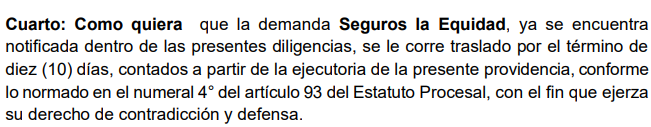 Cuarto: Como quiera que la demanda Seguros la Equidad, ya se encuentra
notificada dentro de las presentes diligencias, se le corre traslado por el término de
diez (10) días, contados a partir de la ejecutoria de la presente providencia, conforme
lo normado en el numeral 4° del artículo 93 del Estatuto Procesal, con el fin que ejerza
su derecho de contradicción y defensa.